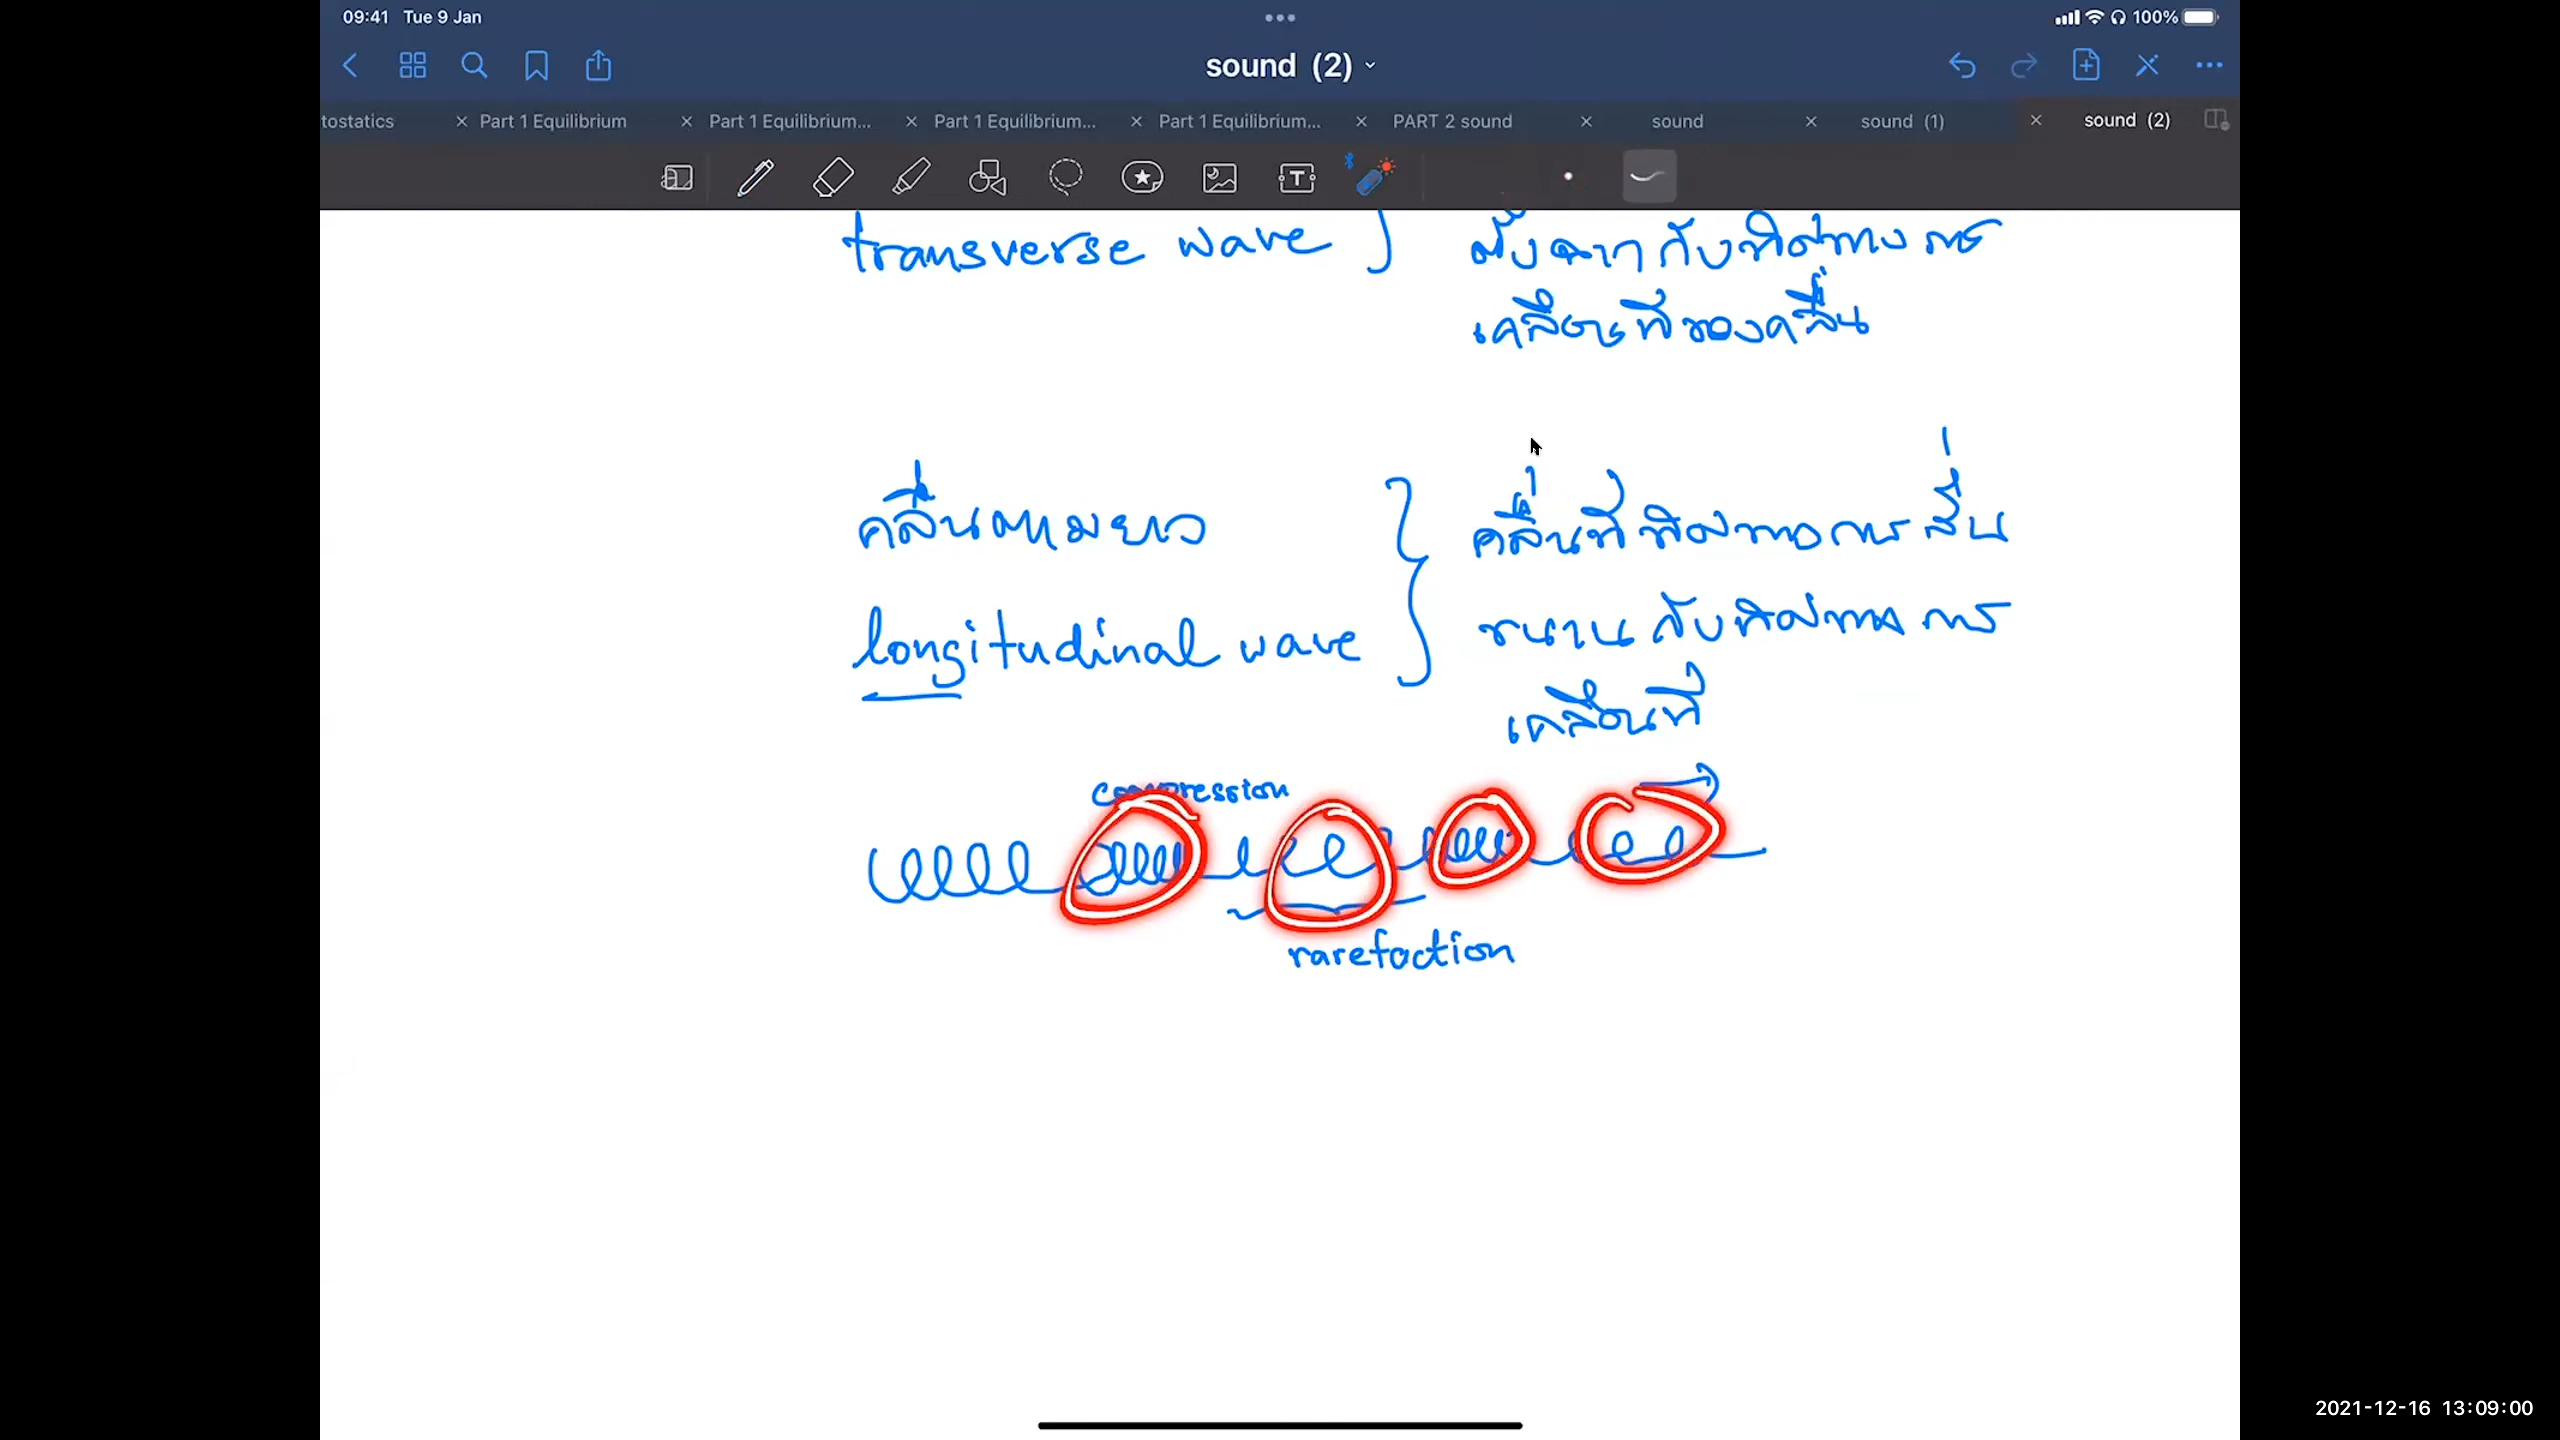 09:41 Tue 9 Jan
100%
sound (2)
tostatics
Part 1 Equilibrium
Part 1 Equilibrium...
Part 1 Equilibrium...
Part 1 Equilibrium...
PART 2 sound
sound
sound (1)
sound (2)
transverse wave
ตั้งฉากกับทิศทางการ
เคลื่อนที่ของคลื่น
คลื่นตามยาว
คลื่นที่ทิศทางการสั่น
longitudinal wave
ขนานกับทิศทางการ
เคลื่อนที่
compression
rarefaction
2021-12-16 13:09:00